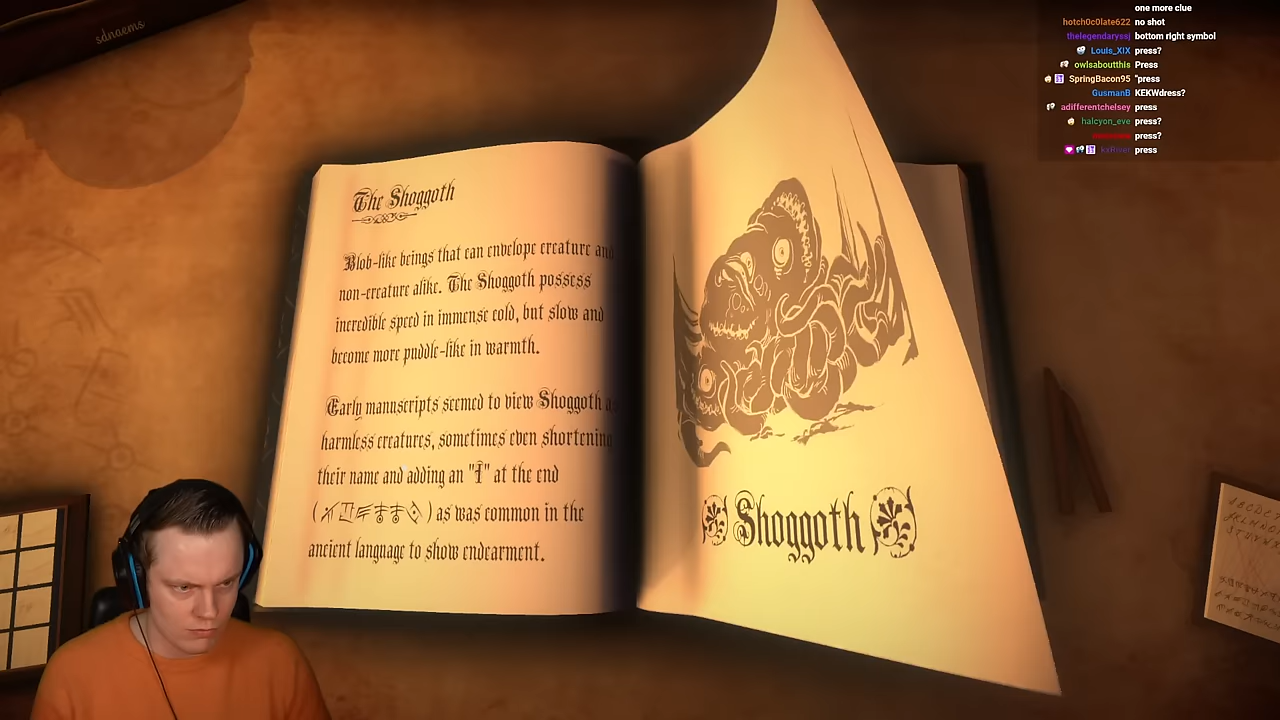 sdnaems
one more clue
hotch0c0late622 no shot
thelegendaryssj bottom right symbol
Louis_XIX press?
owlsaboutthis Press
SpringBacon95 "press
GusmanB KEKWdress?
adifferentchelsey press
halcyon_eve press?
press?
press
The Shoggoth
Blob-like beings that can envelope creature and
non-creature alike. The Shoggoth possess
incredible speed in immense cold, but slow and
become more puddle-like in warmth.
Early manuscripts seemed to view Shoggoth
harmless creatures, sometimes even shortening
their name and adding an "I" at the end
( ) as was common in the
ancient language to show endearment.
Shoggoth